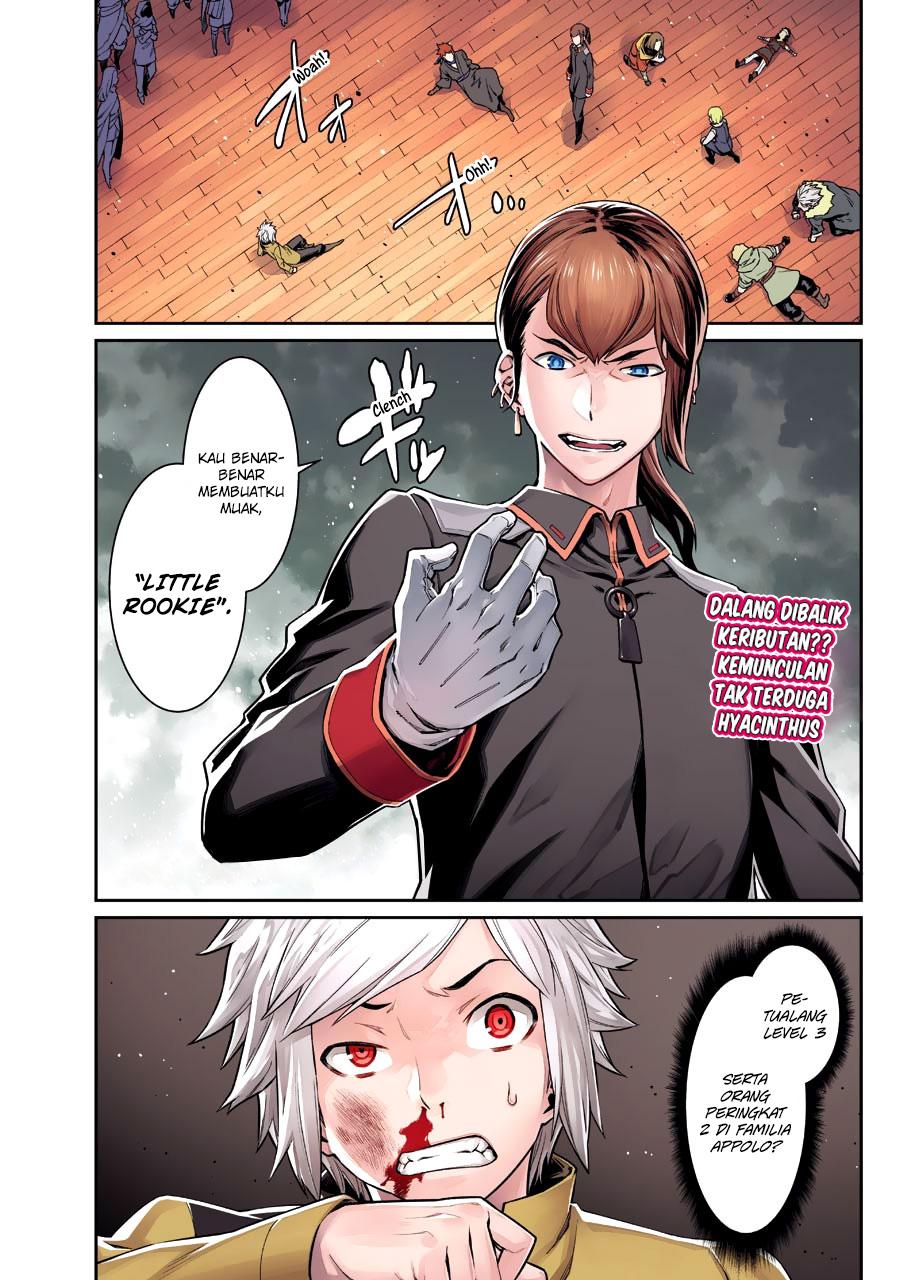 Woah!
オォ
Ohh!
オ...
Clench
ギッ
KAU BENAR-
BENAR
MEMBUATKU
MUAK,
"LITTLE
ROOKIE".
DALANG DIBALIK
KERIBUTAN??
KEMUNCULAN
TAK TERDUGA
HYACINTHUS
PE-
TUALANG
LEVEL 3
SERTA
ORANG
PERINGKAT
2 DI FAMILIA
APPOLO?